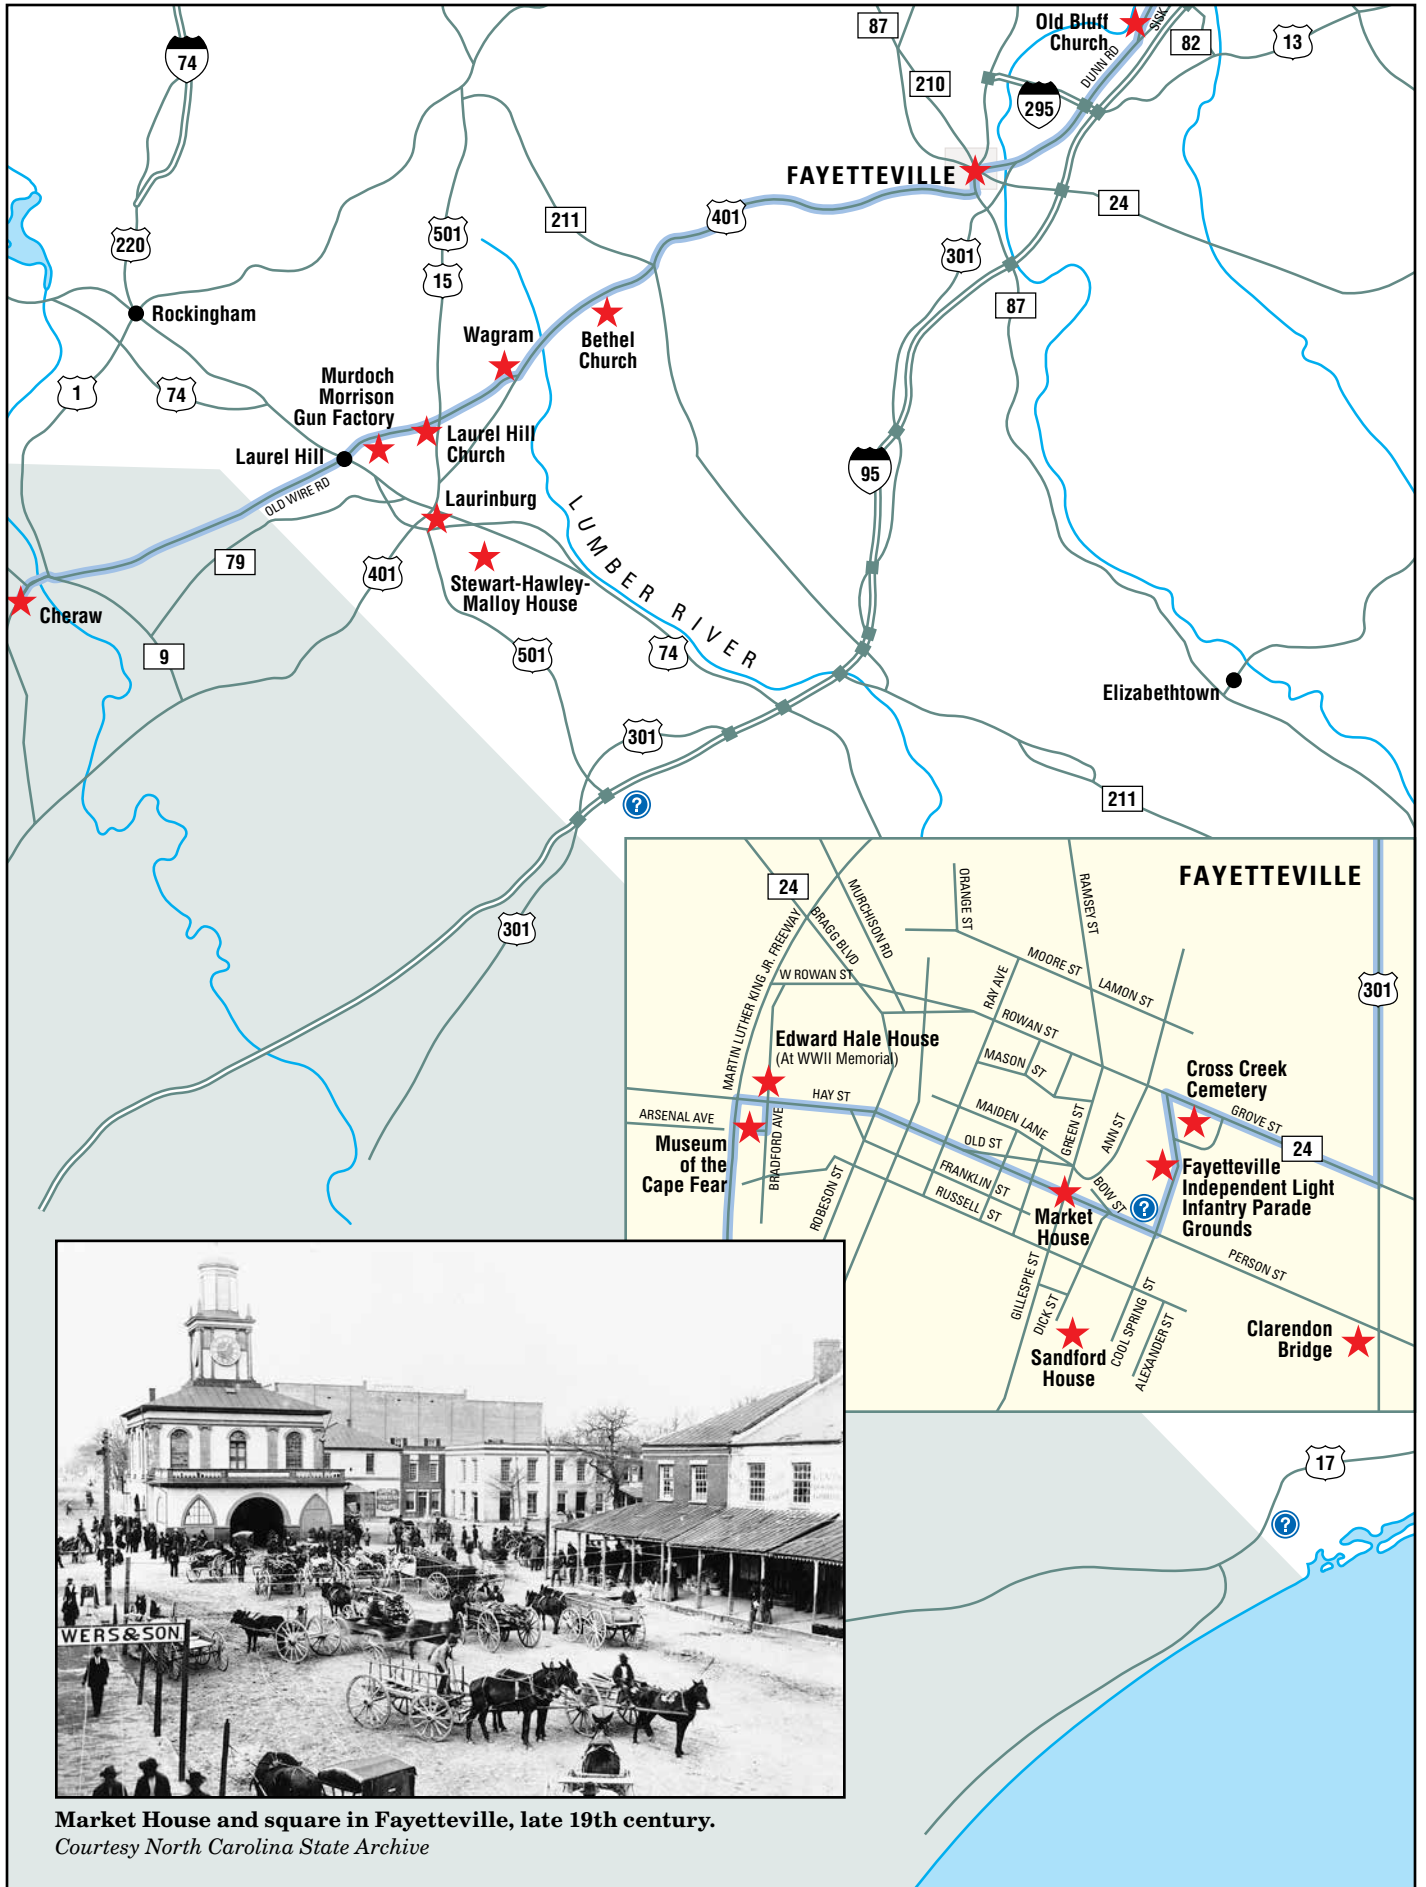 74
87
Old Bluff
Church
SISK
82
13
210
DUNN RD
295
FAYETTEVILLE
24
211
401
501
220
301
15
87
Rockingham
Wagram
Bethel
Church
Murdoch
Morrison
Gun Factory
1
74
Laurel Hill
Church
Laurel Hill
95
OLD WIRE RD
Laurinburg
LUMBER RIVER
79
401
Stewart-Hawley-
Malloy House
Cheraw
9
501
74
Elizabethtown
301
?
211
301
FAYETTEVILLE
24
MURCHISON RD
ORANGE ST
RAMSEY ST
BRAGG BLVD
MARTIN LUTHER KING JR. FREEWAY
W ROWAN ST
MOORE ST
LAMON ST
RAY AVE
301
ROWAN ST
Edward Hale House
(At WWII Memorial)
MASON ST
Cross Creek
Cemetery
HAY ST
MAIDEN LANE
GREEN ST
ANN ST
GROVE ST
ARSENAL AVE
BRADFORD AVE
OLD ST
24
Museum
of the
Cape Fear
FRANKLIN ST
RUSSELL ST
ROBESON ST
BOW ST
Fayetteville
Independent Light
Infantry Parade
Grounds
?
Market
House
PERSON ST
GILLESPIE ST
DICK ST
COOL SPRING ST
ALEXANDER ST
Sandford
House
Clarendon
Bridge
17
?
WERS & SON
Market House and square in Fayetteville, late 19th century.
Courtesy North Carolina State Archive